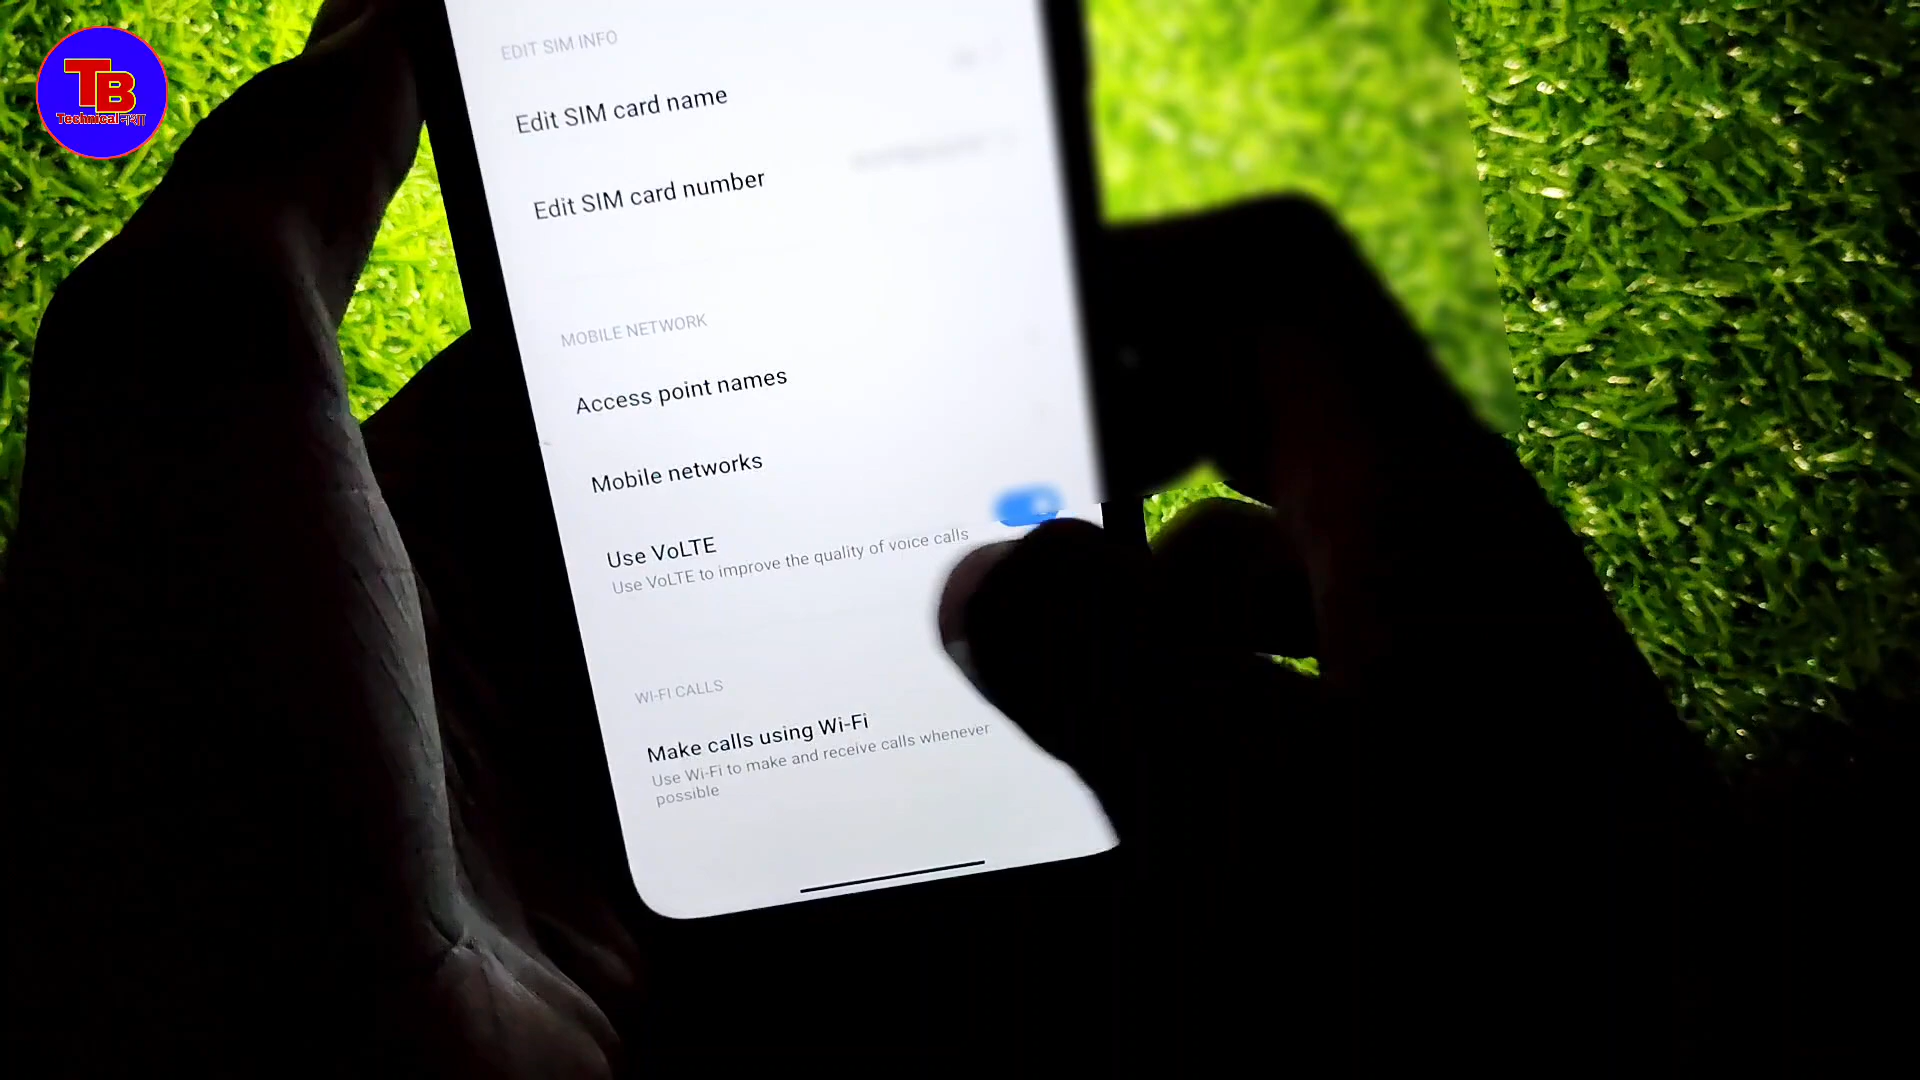 TB
Technical
EDIT SIM INFO
Edit SIM card name
Edit SIM card number
MOBILE NETWORK
Access point names
Mobile networks
Use VoLTE
Use VoLTE to improve the quality of voice calls
WI-FI CALLS
Make calls using Wi-Fi
Use Wi-Fi to make and receive calls whenever
possible